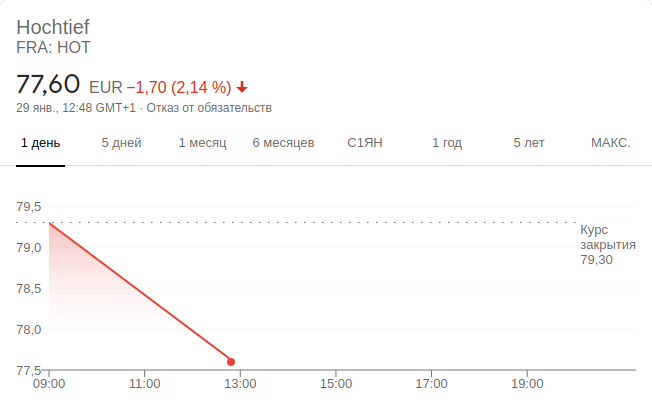 Hochtief
FRA: HOT
77,60 EUR −1,70 (2,14 %)
29 янв., 12:48 GMT+1 · Отказ от обязательств
1 день 5 дней 1 месяц 6 месяцев С1ЯН 1 год 5 лет МАКС.
79,5
Курс
закрытия
79,30
79,0
78,5
78,0
77,5
09:00 11:00 13:00 15:00 17:00 19:00